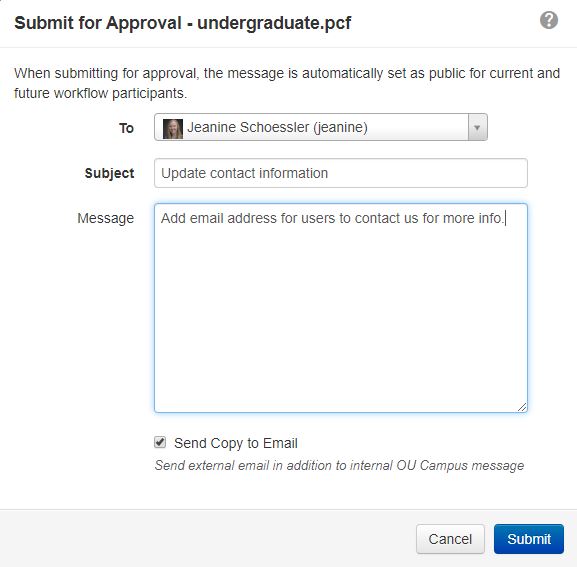 Submit for Approval - undergraduate.pcf
?
When submitting for approval, the message is automatically set as public for current and
future workflow participants.
To
Jeanine Schoessler (jeanine)
Subject
Update contact information
Message
Add email address for users to contact us for more info.
Send Copy to Email
Send external email in addition to internal OU Campus message
Cancel
Submit